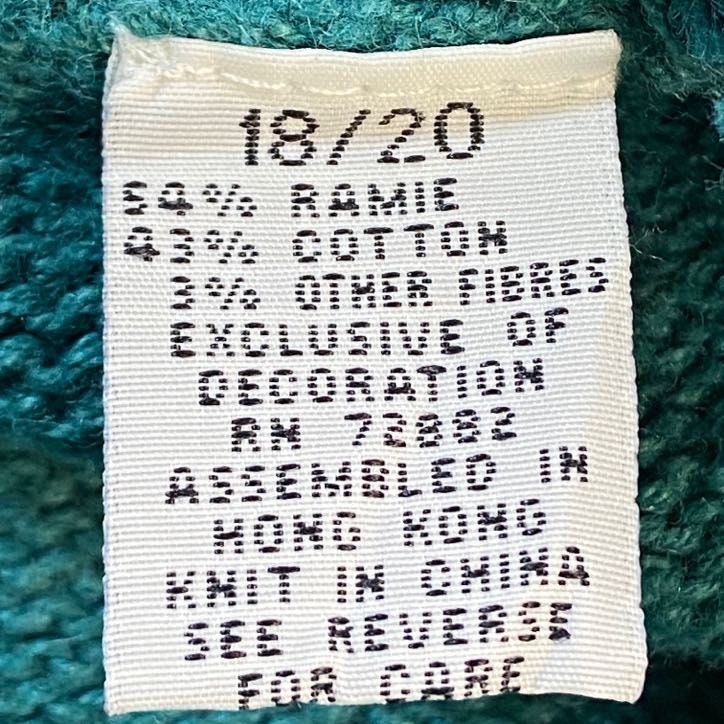 18/20
54% RAMIE
43% COTTON
3% OTHER FIBRES
EXCLUSIVE OF
DECORATION
RN 72882
ASSEMBLED IN
HONG KONG
KNIT IN CHINA
SEE REVERSE
FOR CARE